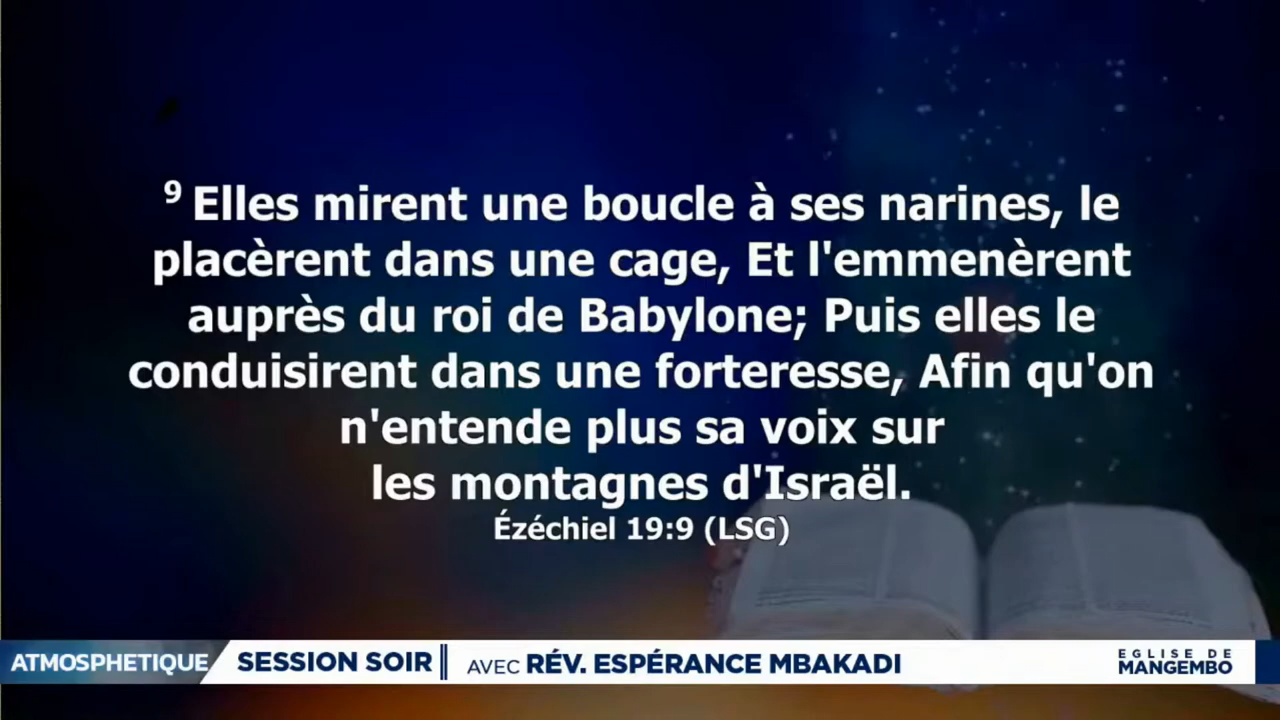 9 Elles mirent une boucle à ses narines, le
placèrent dans une cage, Et l'emmenèrent
auprès du roi de Babylone; Puis elles le
conduisirent dans une forteresse, Afin qu'on
n'entende plus sa voix sur
les montagnes d'Israël.
Ézéchiel 19:9 (LSG)
ATMOSPHETIQUE SESSION SOIR AVEC RÉV. ESPÉRANCE MBAKADI
EGLISE DE
MANGEMBO